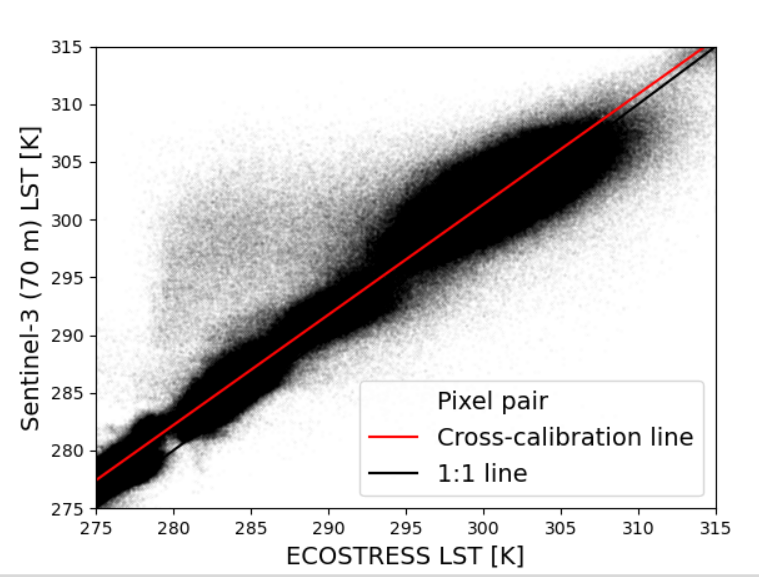 315
310
305
300
295
290
285
280
275
Sentinel-3 (70 m) LST [K]
Pixel pair
Cross-calibration line
1:1 line
275 280 285 290 295 300 305 310 315
ECOSTRESS LST [K]